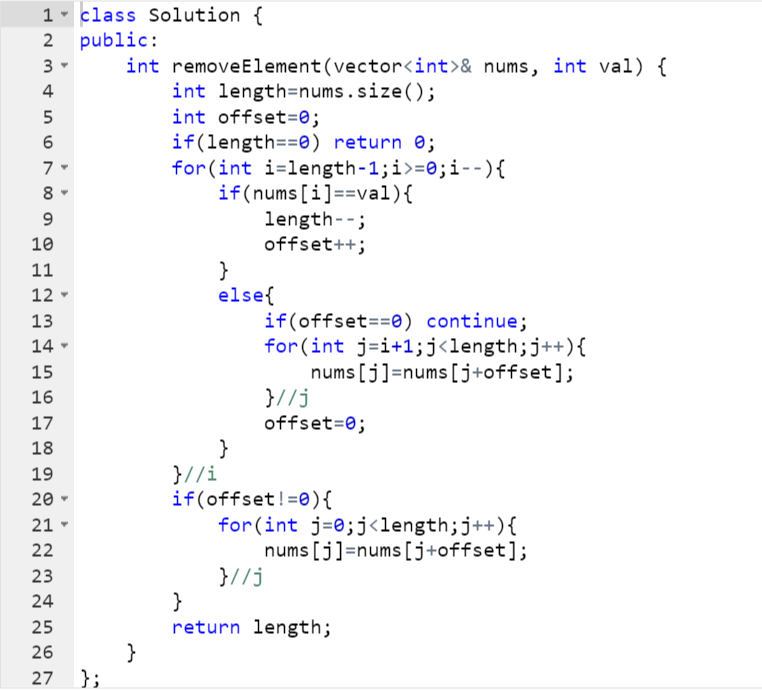 1 class Solution {
2 public:
3     int removeElement(vector<int>& nums, int val) {
4         int length=nums.size();
5         int offset=0;
6         if(length==0) return 0;
7         for(int i=length-1;i>=0;i--){
8             if(nums[i]==val){
9                 length--;
10                 offset++;
11             }
12             else{
13                 if(offset==0) continue;
14                 for(int j=i+1;j<length;j++){
15                     nums[j]=nums[j+offset];
16                 }//j
17                 offset=0;
18             }
19         }//i
20         if(offset!=0){
21             for(int j=0;j<length;j++){
22                 nums[j]=nums[j+offset];
23             }//j
24         }
25         return length;
26     }
27 };